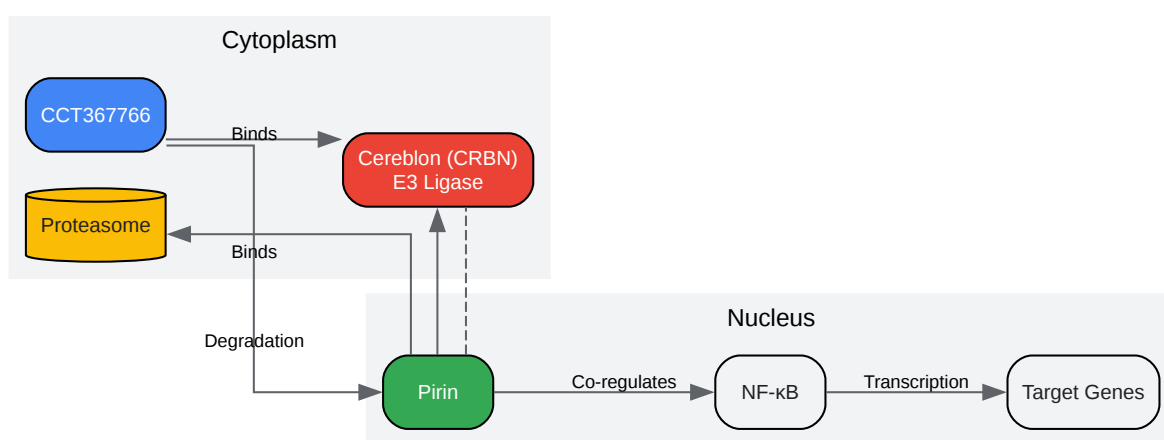 Cytoplasm
CCT367766
Binds
Cereblon (CRBN)
E3 Ligase
Proteasome
Binds
Nucleus
Degradation
Pirin
Co-regulates
NF-κB
Transcription
Target Genes